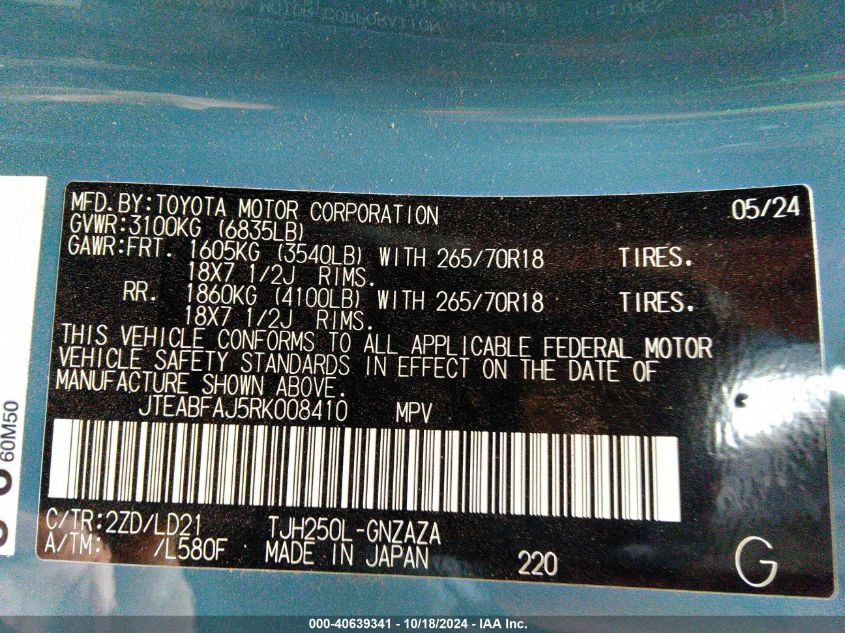 MFD.BY:TOYOTA MOTOR CORPORATION 05/24
GVWR:3100KG (6835LB)
GAWR:FRT. 1605KG (3540LB) WITH 265/70R18 TIRES.
18X7 1/2J RIMS.
RR. 1860KG (4100LB) WITH 265/70R18 TIRES.
18X7 1/2J RIMS.
THIS VEHICLE CONFORMS TO ALL APPLICABLE FEDERAL MOTOR
VEHICLE SAFETY STANDARDS IN EFFECT ON THE DATE OF
MANUFACTURE SHOWN ABOVE.
JTEABFAJ5RK008410 MPV
C/TR:2ZD/LD21 TJH250L-GNZAZA
A/TM: /L580F MADE IN JAPAN 220 G
60M50
000-40639341 - 10/18/2024 - IAA Inc.